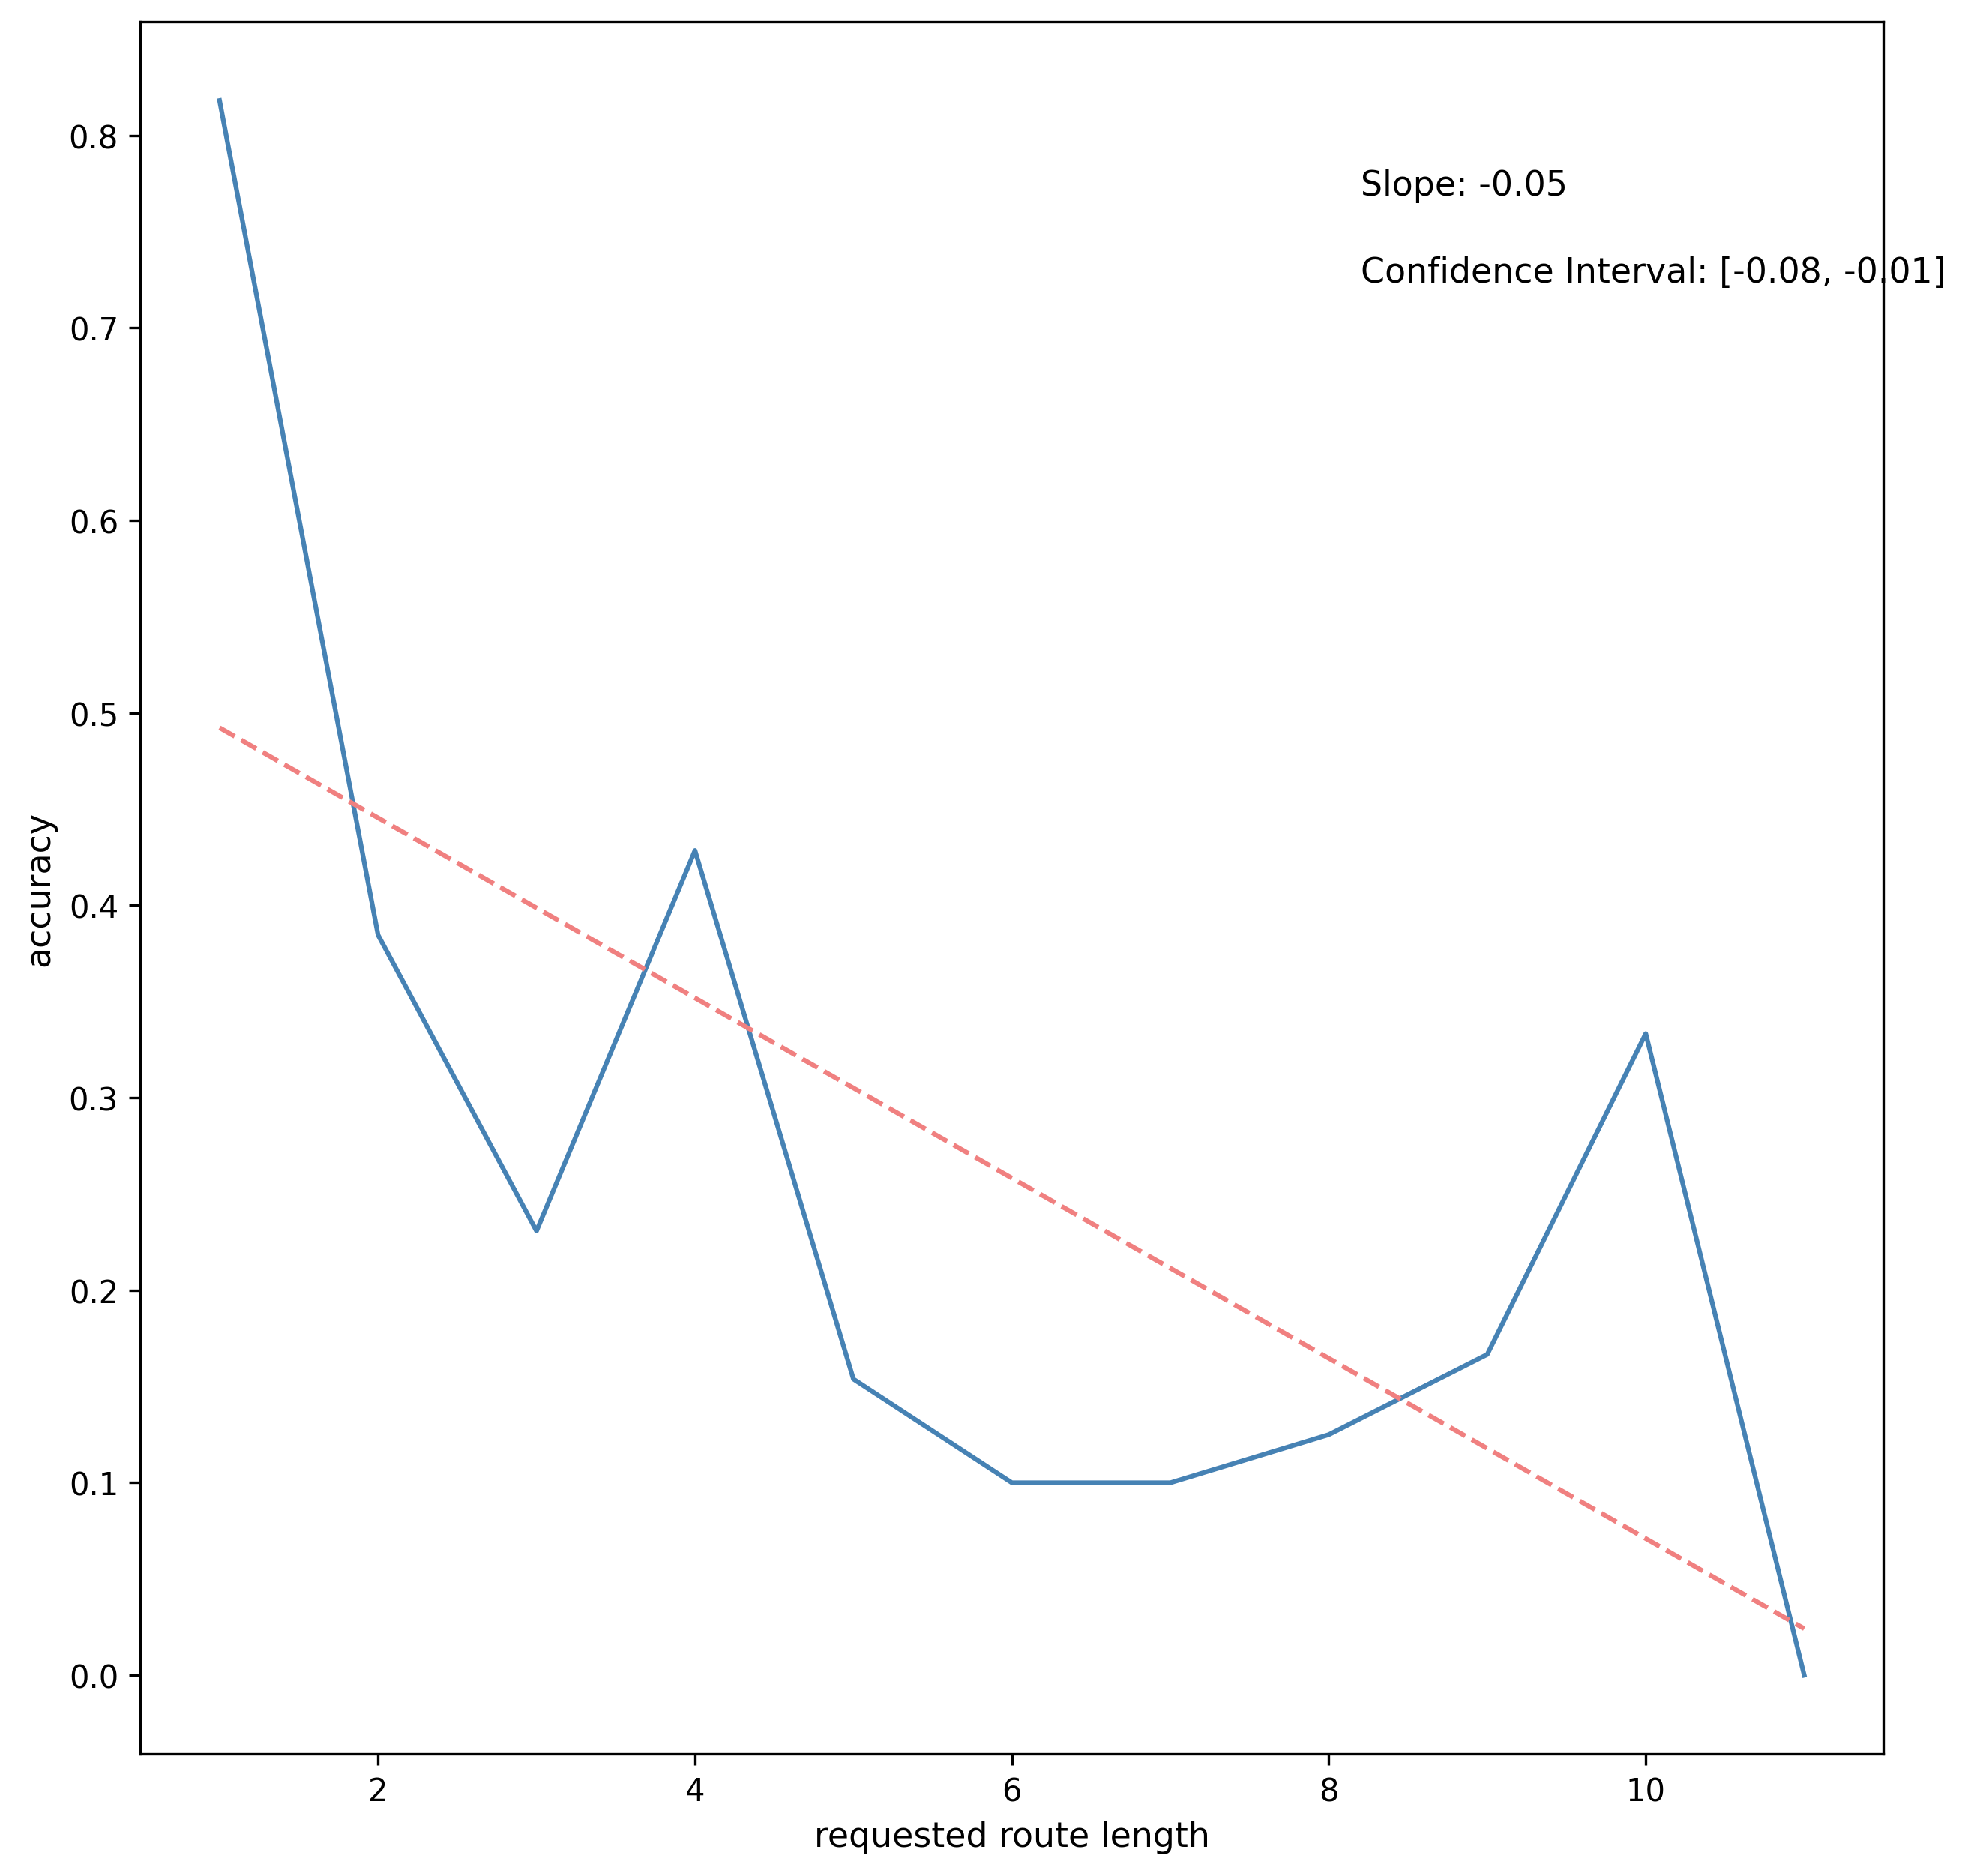 Slope: -0.05
Confidence Interval: [-0.08, -0.01]
accuracy
0.8
0.7
0.6
0.5
0.4
0.3
0.2
0.1
0.0
2 4 6 8 10
requested route length